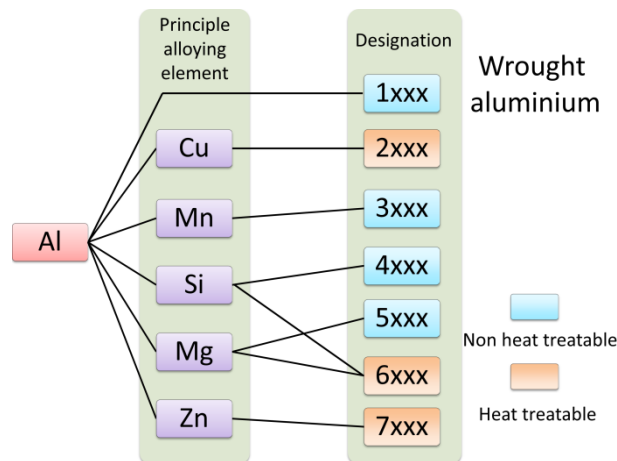 Principle
alloying
element
Designation
Wrought
aluminium
1xxx
Cu
2xxx
Mn
3xxx
Al
Si
4xxx
Mg
5xxx
Non heat treatable
6xxx
Zn
7xxx
Heat treatable